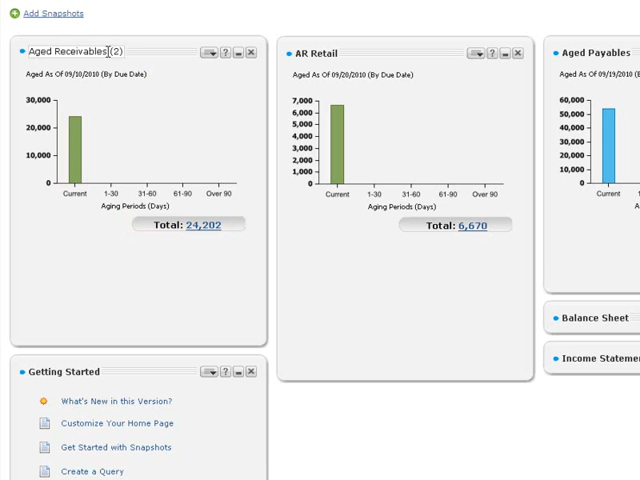 Add Snapshots
Aged Receivables (2)
Aged As Of 09/10/2010 (By Due Date)
30,000
20,000
10,000
0
Current 1-30 31-60 61-90 Over 90
Aging Periods (Days)
Total: 24,202
AR Retail
Aged As Of 09/20/2010 (By Due Date)
7,000
6,000
5,000
4,000
3,000
2,000
1,000
0
Current 1-30 31-60 61-90 Over 90
Aging Periods (Days)
Total: 6,670
Aged Payables
Aged As Of 09/19/2010 (B
60,000
50,000
40,000
30,000
20,000
10,000
0
Current
A
Balance Sheet
Income Stateme
Getting Started
What's New in this Version?
Customize Your Home Page
Get Started with Snapshots
Create a Query